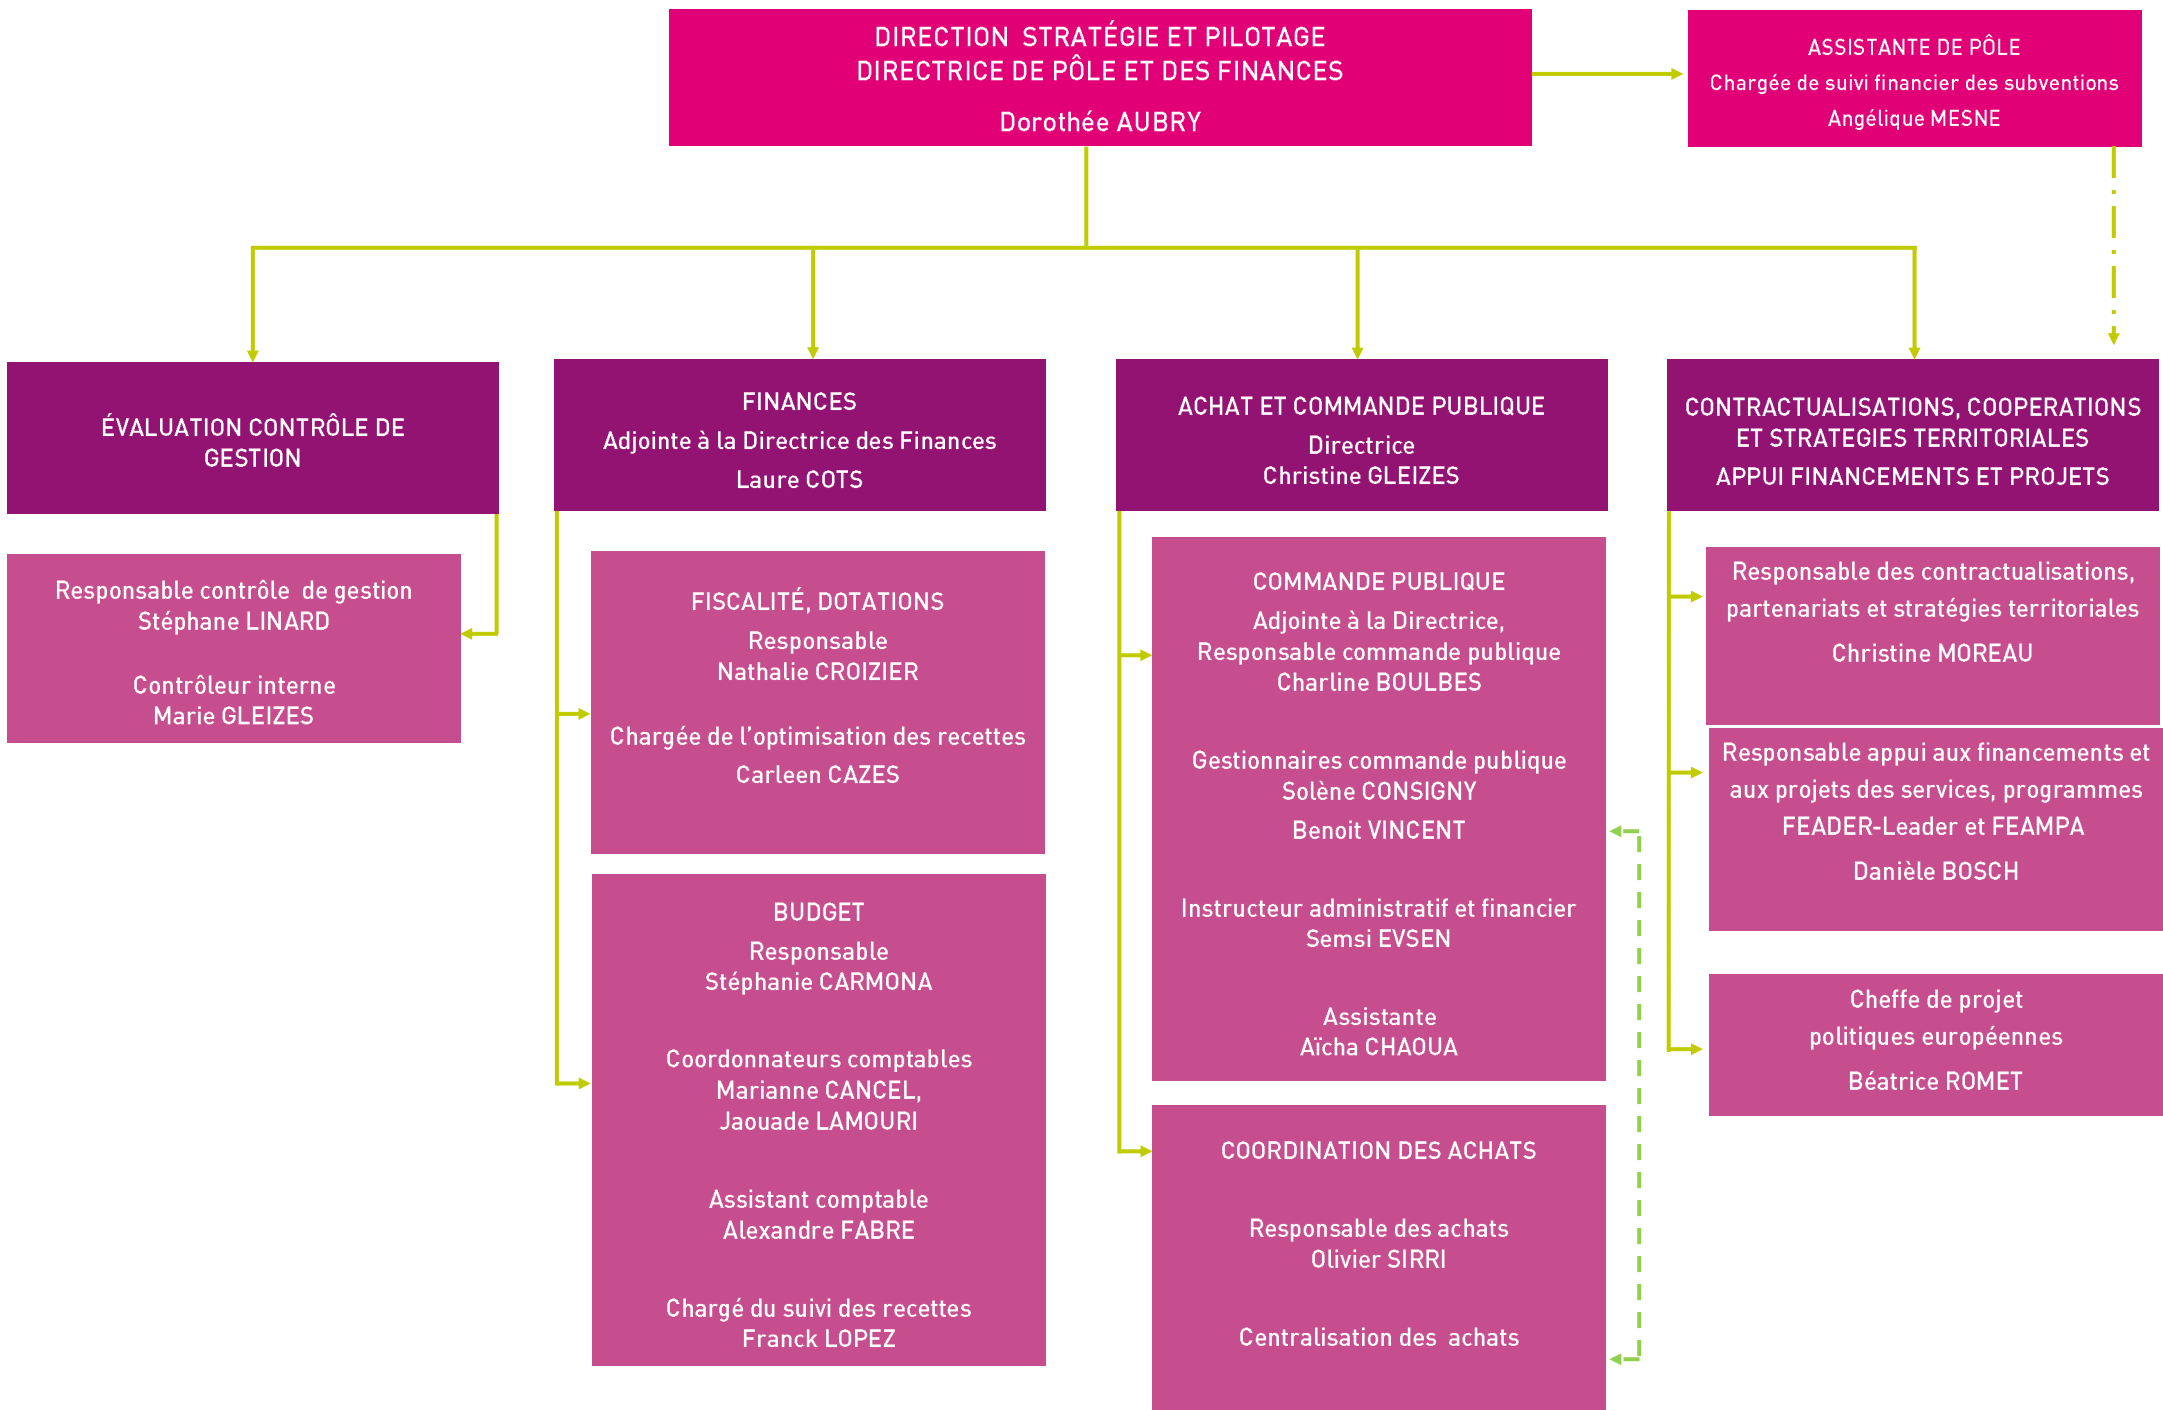 DIRECTION STRATÉGIE ET PILOTAGE
DIRECTRICE DE PÔLE ET DES FINANCES
Dorothée AUBRY
ASSISTANTE DE PÔLE
Chargée de suivi financier des subventions
Angélique MESNE
ÉVALUATION CONTRÔLE DE
GESTION
Responsable contrôle de gestion
Stéphane LINARD
Contrôleur interne
Marie GLEIZES
FINANCES
Adjointe à la Directrice des Finances
Laure COTS
FISCALITÉ, DOTATIONS
Responsable
Nathalie CROIZIER
Chargée de l’optimisation des recettes
Carleen CAZES
BUDGET
Responsable
Stéphanie CARMONA
Coordonnateurs comptables
Marianne CANCEL,
Jaouade LAMOURI
Assistant comptable
Alexandre FABRE
Chargé du suivi des recettes
Franck LOPEZ
ACHAT ET COMMANDE PUBLIQUE
Directrice
Christine GLEIZES
COMMANDE PUBLIQUE
Adjointe à la Directrice,
Responsable commande publique
Charline BOULBES
Gestionnaires commande publique
Solène CONSIGNY
Benoit VINCENT
Instructeur administratif et financier
Semsi EVSEN
Assistante
Aïcha CHAOUA
COORDINATION DES ACHATS
Responsable des achats
Olivier SIRRI
Centralisation des achats
CONTRACTUALISATIONS, COOPERATIONS
ET STRATEGIES TERRITORIALES
APPUI FINANCEMENTS ET PROJETS
Responsable des contractualisations,
partenariats et stratégies territoriales
Christine MOREAU
Responsable appui aux financements et
aux projets des services, programmes
FEADER-Leader et FEAMPA
Danièle BOSCH
Cheffe de projet
politiques européennes
Béatrice ROMET